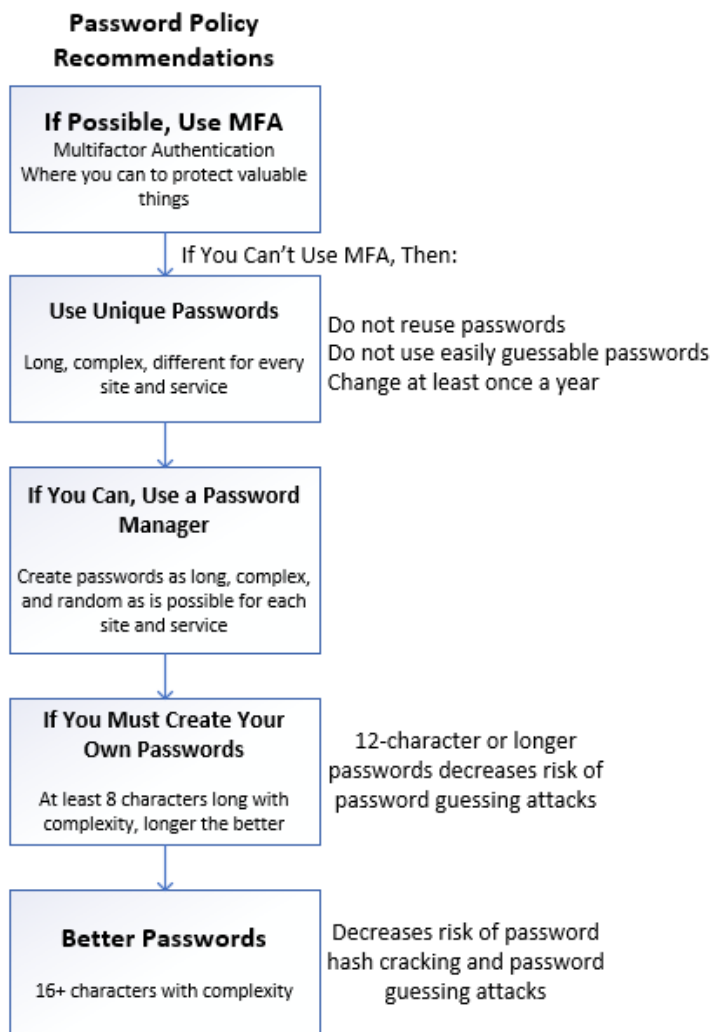 Password Policy
Recommendations
If Possible, Use MFA
Multifactor Authentication
Where you can to protect valuable
things
If You Can't Use MFA, Then:
Use Unique Passwords
Long, complex, different for every
site and service
Do not reuse passwords
Do not use easily guessable passwords
Change at least once a year
If You Can, Use a Password
Manager
Create passwords as long, complex,
and random as is possible for each
site and service
If You Must Create Your
Own Passwords
At least 8 characters long with
complexity, longer the better
12-character or longer
passwords decreases risk of
password guessing attacks
Better Passwords
16+ characters with complexity
Decreases risk of password
hash cracking and password
guessing attacks